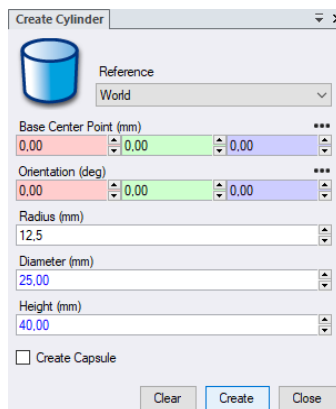 Create Cylinder
Reference
World
Base Center Point (mm)
0,00 0,00 0,00
Orientation (deg)
0,00 0,00 0,00
Radius (mm)
12,5
Diameter (mm)
25,00
Height (mm)
40,00
Create Capsule
Clear Create Close